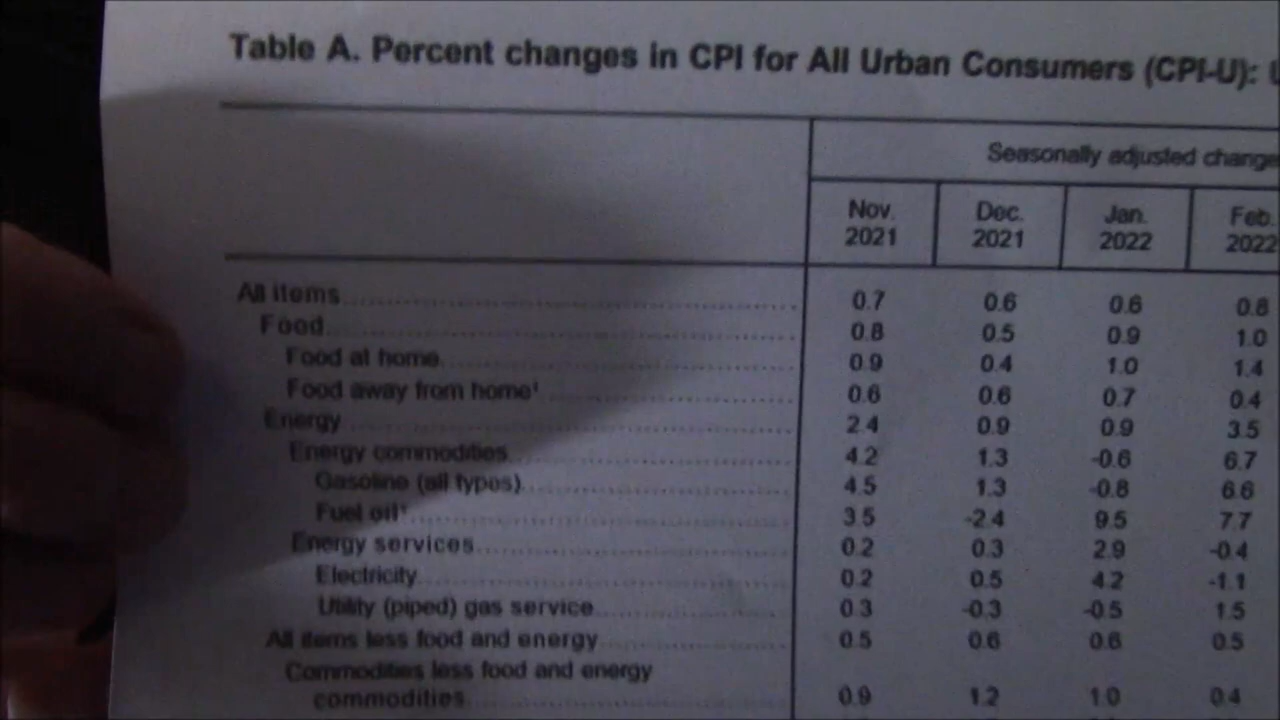 Table A. Percent changes in CPI for All Urban Consumers (CPI-U):
Seasonally adjusted change
Nov. Dec. Jan. Feb.
2021 2021 2022 2022
All items 0.7 0.6 0.6 0.8
Food 0.8 0.5 0.9 1.0
Food at home 0.9 0.4 1.0 1.4
Food away from home¹ 0.6 0.6 0.7 0.4
Energy 2.4 0.9 0.9 3.5
Energy commodities 4.2 1.3 -0.6 6.7
Gasoline (all types) 4.5 1.3 -0.8 6.6
Fuel oil¹ 3.5 -2.4 9.5 7.7
Energy services 0.2 0.3 2.9 -0.4
Electricity 0.2 0.5 4.2 -1.1
Utility (piped) gas service 0.3 -0.3 -0.5 1.5
All items less food and energy 0.5 0.6 0.6 0.5
Commodities less food and energy
commodities 0.9 1.2 1.0 0.4